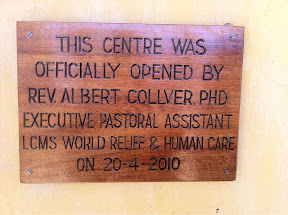 THIS CENTRE WAS
OFFICIALLY OPENED BY
REV. ALBERT COLLVER, PHD
EXECUTIVE PASTORAL ASSISTANT
LCMS WORLD RELIEF & HUMAN CARE
ON 20-4-2010